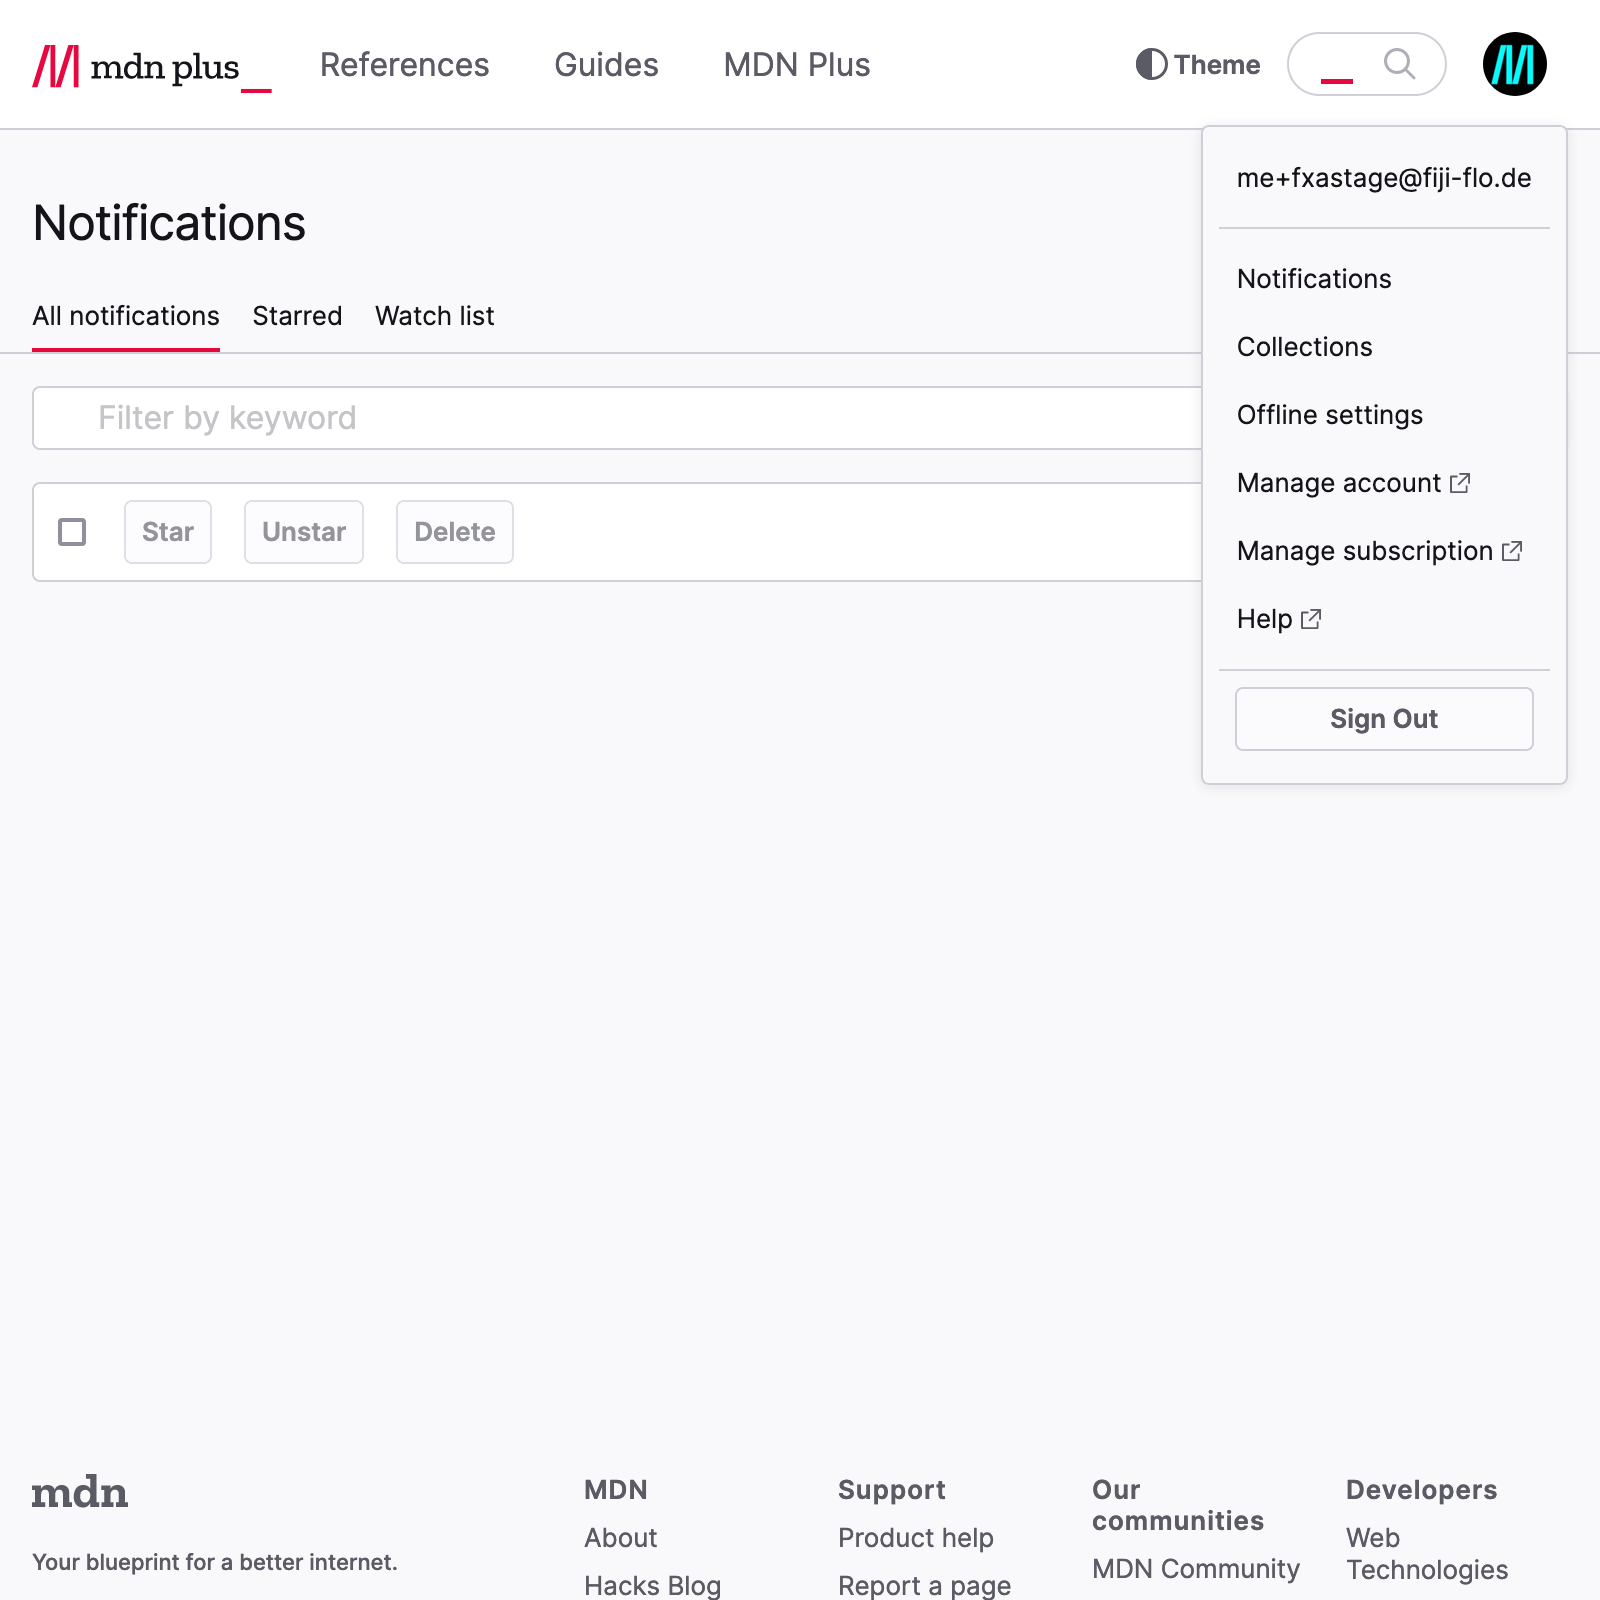 mdn plus_
References
Guides
MDN Plus
Theme
me+fxastage@fiji-flo.de
Notifications
Collections
Offline settings
Manage account
Manage subscription
Help
Sign Out
Notifications
All notifications
Starred
Watch list
Filter by keyword
Star
Unstar
Delete
mdn
Your blueprint for a better internet.
MDN
About
Hacks Blog
Support
Product help
Report a page
Our
communities
MDN Community
Developers
Web
Technologies